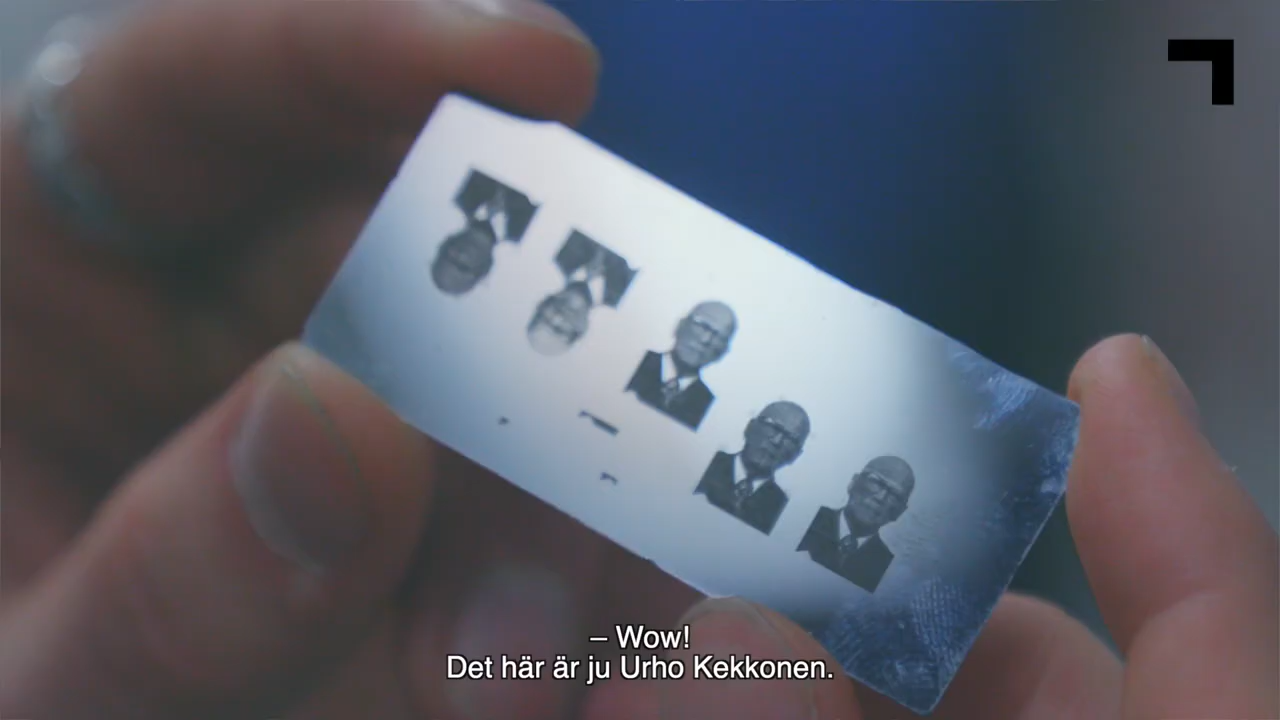 – Wow!
Det här är ju Urho Kekkonen.